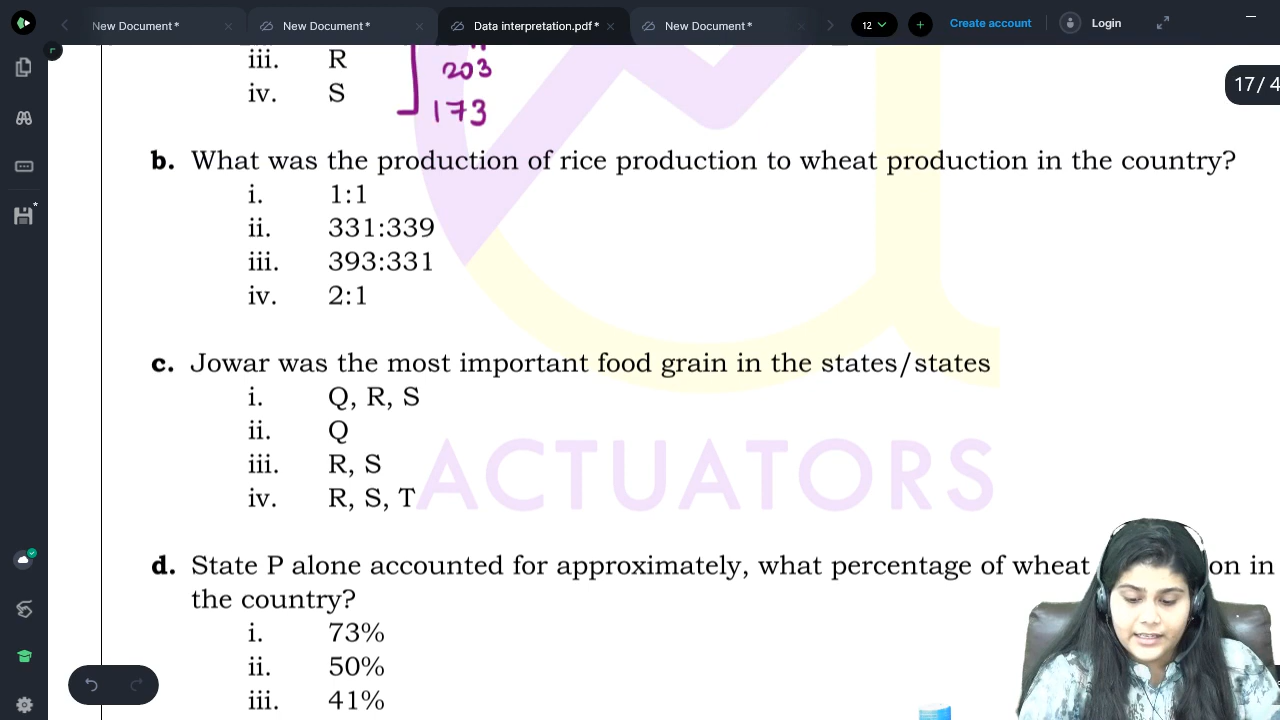 New Document* New Document* Data interpretation.pdf* New Document* 12 Create account Login
iii. R
203
iv. S
173
17/4
b. What was the production of rice production to wheat production in the country?
i. 1:1
ii. 331:339
iii. 393:331
iv. 2:1
c. Jowar was the most important food grain in the states/states
i. Q, R, S
ii. Q
iii. R, S
iv. R, S, T
ACTUATORS
d. State P alone accounted for approximately, what percentage of wheat on in
the country?
i. 73%
ii. 50%
iii. 41%